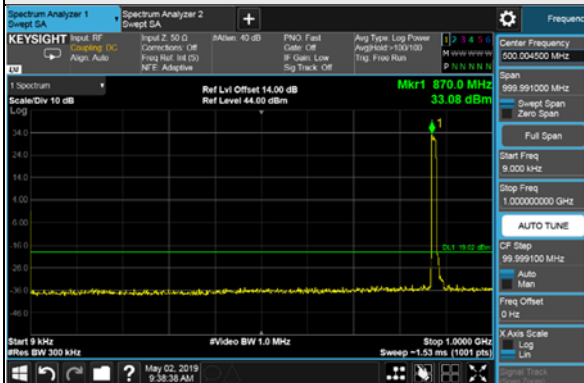 Spectrum Analyzer 1
Swept SA
Spectrum Analyzer 2
Swept SA
+
Frequenc
KEYSIGHT
Input: RF
Coupling: DC
Align: Auto
Input Z: 50 Ω
Corrections: Off
Freq Ref: Int (S)
NFE: Adaptive
#Atten: 40 dB
PNO: Fast
Gate: Off
IF Gain: Low
Sig Track: Off
Avg Type: Log Power
Avg|Hold:>100/100
Trig: Free Run
1 2 3 4 5 6
M w w w w w
P N N N N N
Center Frequency
500.004500 MHz
Span
999.991000 MHz
Swept Span
Zero Span
Full Span
Start Freq
9.000 kHz
Stop Freq
1.000000000 GHz
AUTO TUNE
CF Step
99.999100 MHz
Auto
Man
Freq Offset
0 Hz
X Axis Scale
Log
Lin
Signal Track
1 Spectrum
Scale/Div 10 dB
Log
Ref Lvl Offset 14.00 dB
Ref Level 44.00 dBm
Mkr1 870.0 MHz
33.08 dBm
1
34.0
24.0
14.0
4.00
-6.00
-16.0
-26.0
-36.0
-46.0
DL1 -19.02 dBm
Start 9 kHz
#Res BW 300 kHz
#Video BW 1.0 MHz
Stop 1.0000 GHz
Sweep ~1.53 ms (1001 pts)
?
May 02, 2019
9:38:38 AM